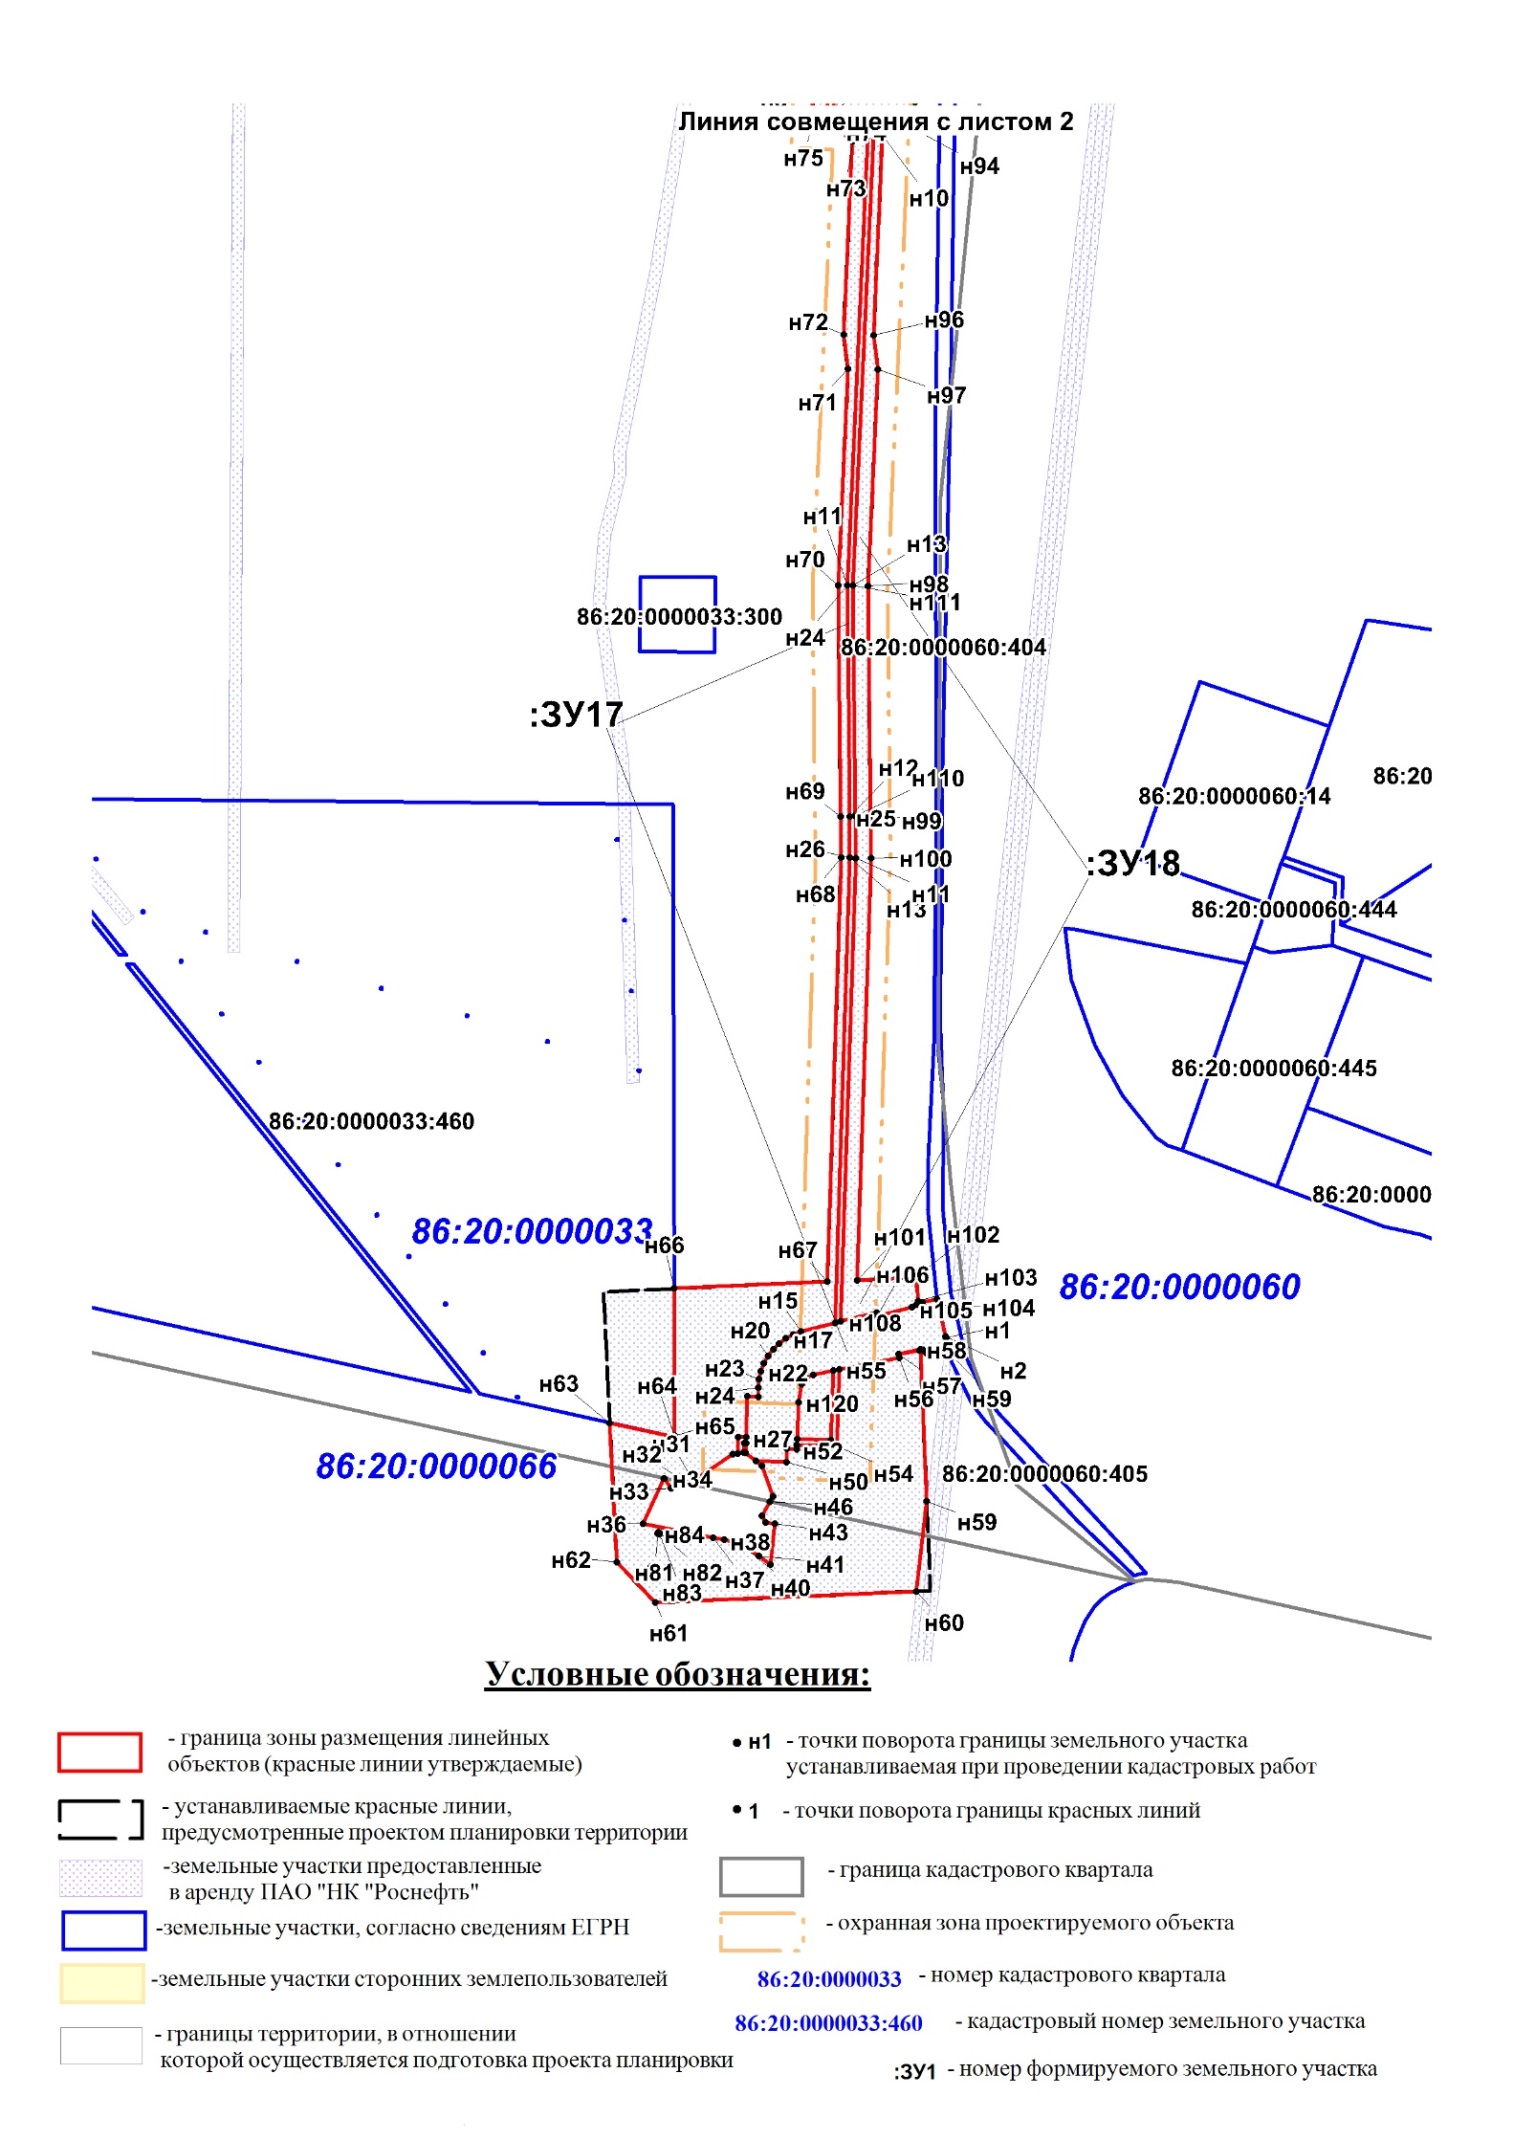 Линия совмещения с листом 2
н75
н94
н73
н10
н72
н96
н71
н97
н11
н13
н70
н98
н111
86:20:0000033:300
н24
86:20:0000060:404
:ЗУ17
н12
н110
н69
н25
н99
86:20
86:20:0000060:14
н26
н100
:ЗУ18
н68
н11
н13
86:20:0000060:444
86:20:0000060:445
86:20:0000033:460
86:20:0000
86:20:0000033
н66
н67
н101
н102
н106
н103
86:20:0000060
н15
н105
н104
н108
н20
н17
н1
н58
н23
н22
н55
н2
н63
н64
н24
н120
н56
н57
н59
н65
н31
н27
н32
н52
86:20:0000066
н34
н50
н54
86:20:0000060:405
н33
н46
н36
н84
н43
н59
н38
н62
н81
н82
н37
н41
н83
н40
н61
н60
Условные обозначения:
- граница зоны размещения линейных
объектов (красные линии утверждаемые)
- устанавливаемые красные линии,
предусмотренные проектом планировки территории
-земельные участки предоставленные
в аренду ПАО "НК "Роснефть"
-земельные участки, согласно сведениям ЕГРН
-земельные участки сторонних землепользователей
- границы территории, в отношении
которой осуществляется подготовка проекта планировки
н1 - точки поворота границы земельного участка
устанавливаемая при проведении кадастровых работ
1 - точки поворота границы красных линий
- граница кадастрового квартала
- охранная зона проектируемого объекта
86:20:0000033 - номер кадастрового квартала
86:20:0000033:460 - кадастровый номер земельного участка
:ЗУ1 - номер формируемого земельного участка